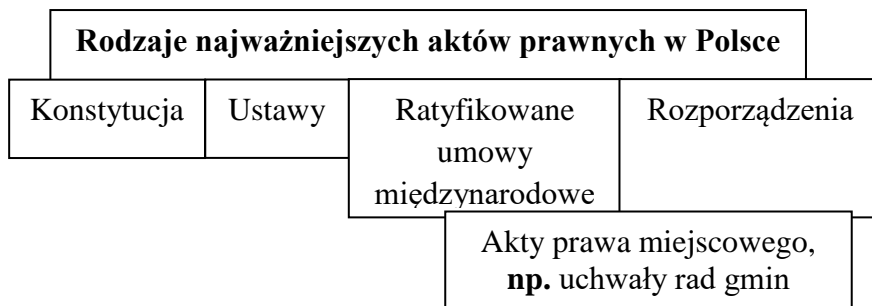 Rodzaje najważniejszych aktów prawnych w Polsce
Konstytucja
Ustawy
Ratyfikowane
umowy
międzynarodowe
Rozporządzenia
Akty prawa miejscowego,
np. uchwały rad gmin